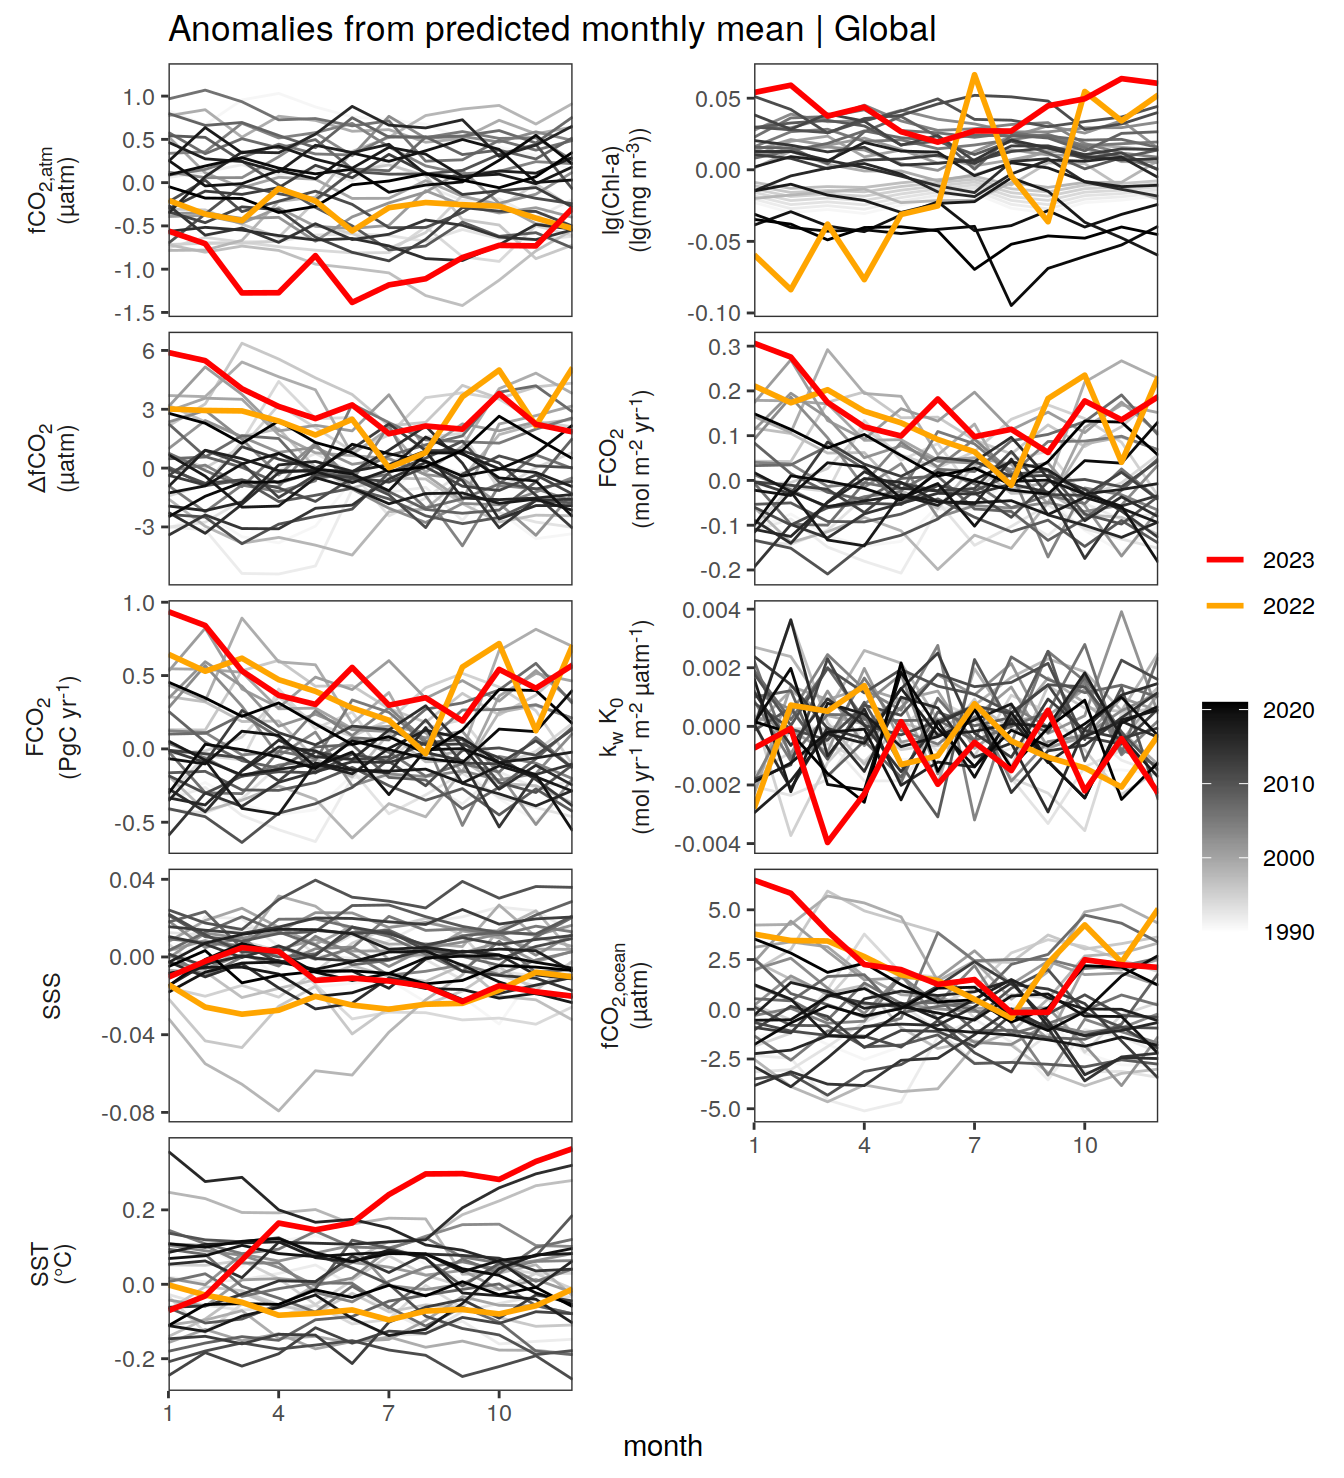 Anomalies from predicted monthly mean | Global
fCO2,atm
(µatm)
1.0
0.5
0.0
-0.5
-1.0
-1.5
lg(Chl-a)
(lg(mg m-3))
0.05
0.00
-0.05
-0.10
ΔfCO2
(µatm)
6
3
0
-3
FCO2
(mol m-2 yr-1)
0.3
0.2
0.1
0.0
-0.1
-0.2
FCO2
(PgC yr-1)
1.0
0.5
0.0
-0.5
kw K0
(mol yr-1 m-2 µatm-1)
0.004
0.002
0.000
-0.002
-0.004
SSS
0.04
0.00
-0.04
-0.08
fCO2,ocean
(µatm)
5.0
2.5
0.0
-2.5
-5.0
1 4 7 10
SST
(°C)
0.2
0.0
-0.2
1 4 7 10
month
2023
2022
2020
2010
2000
1990